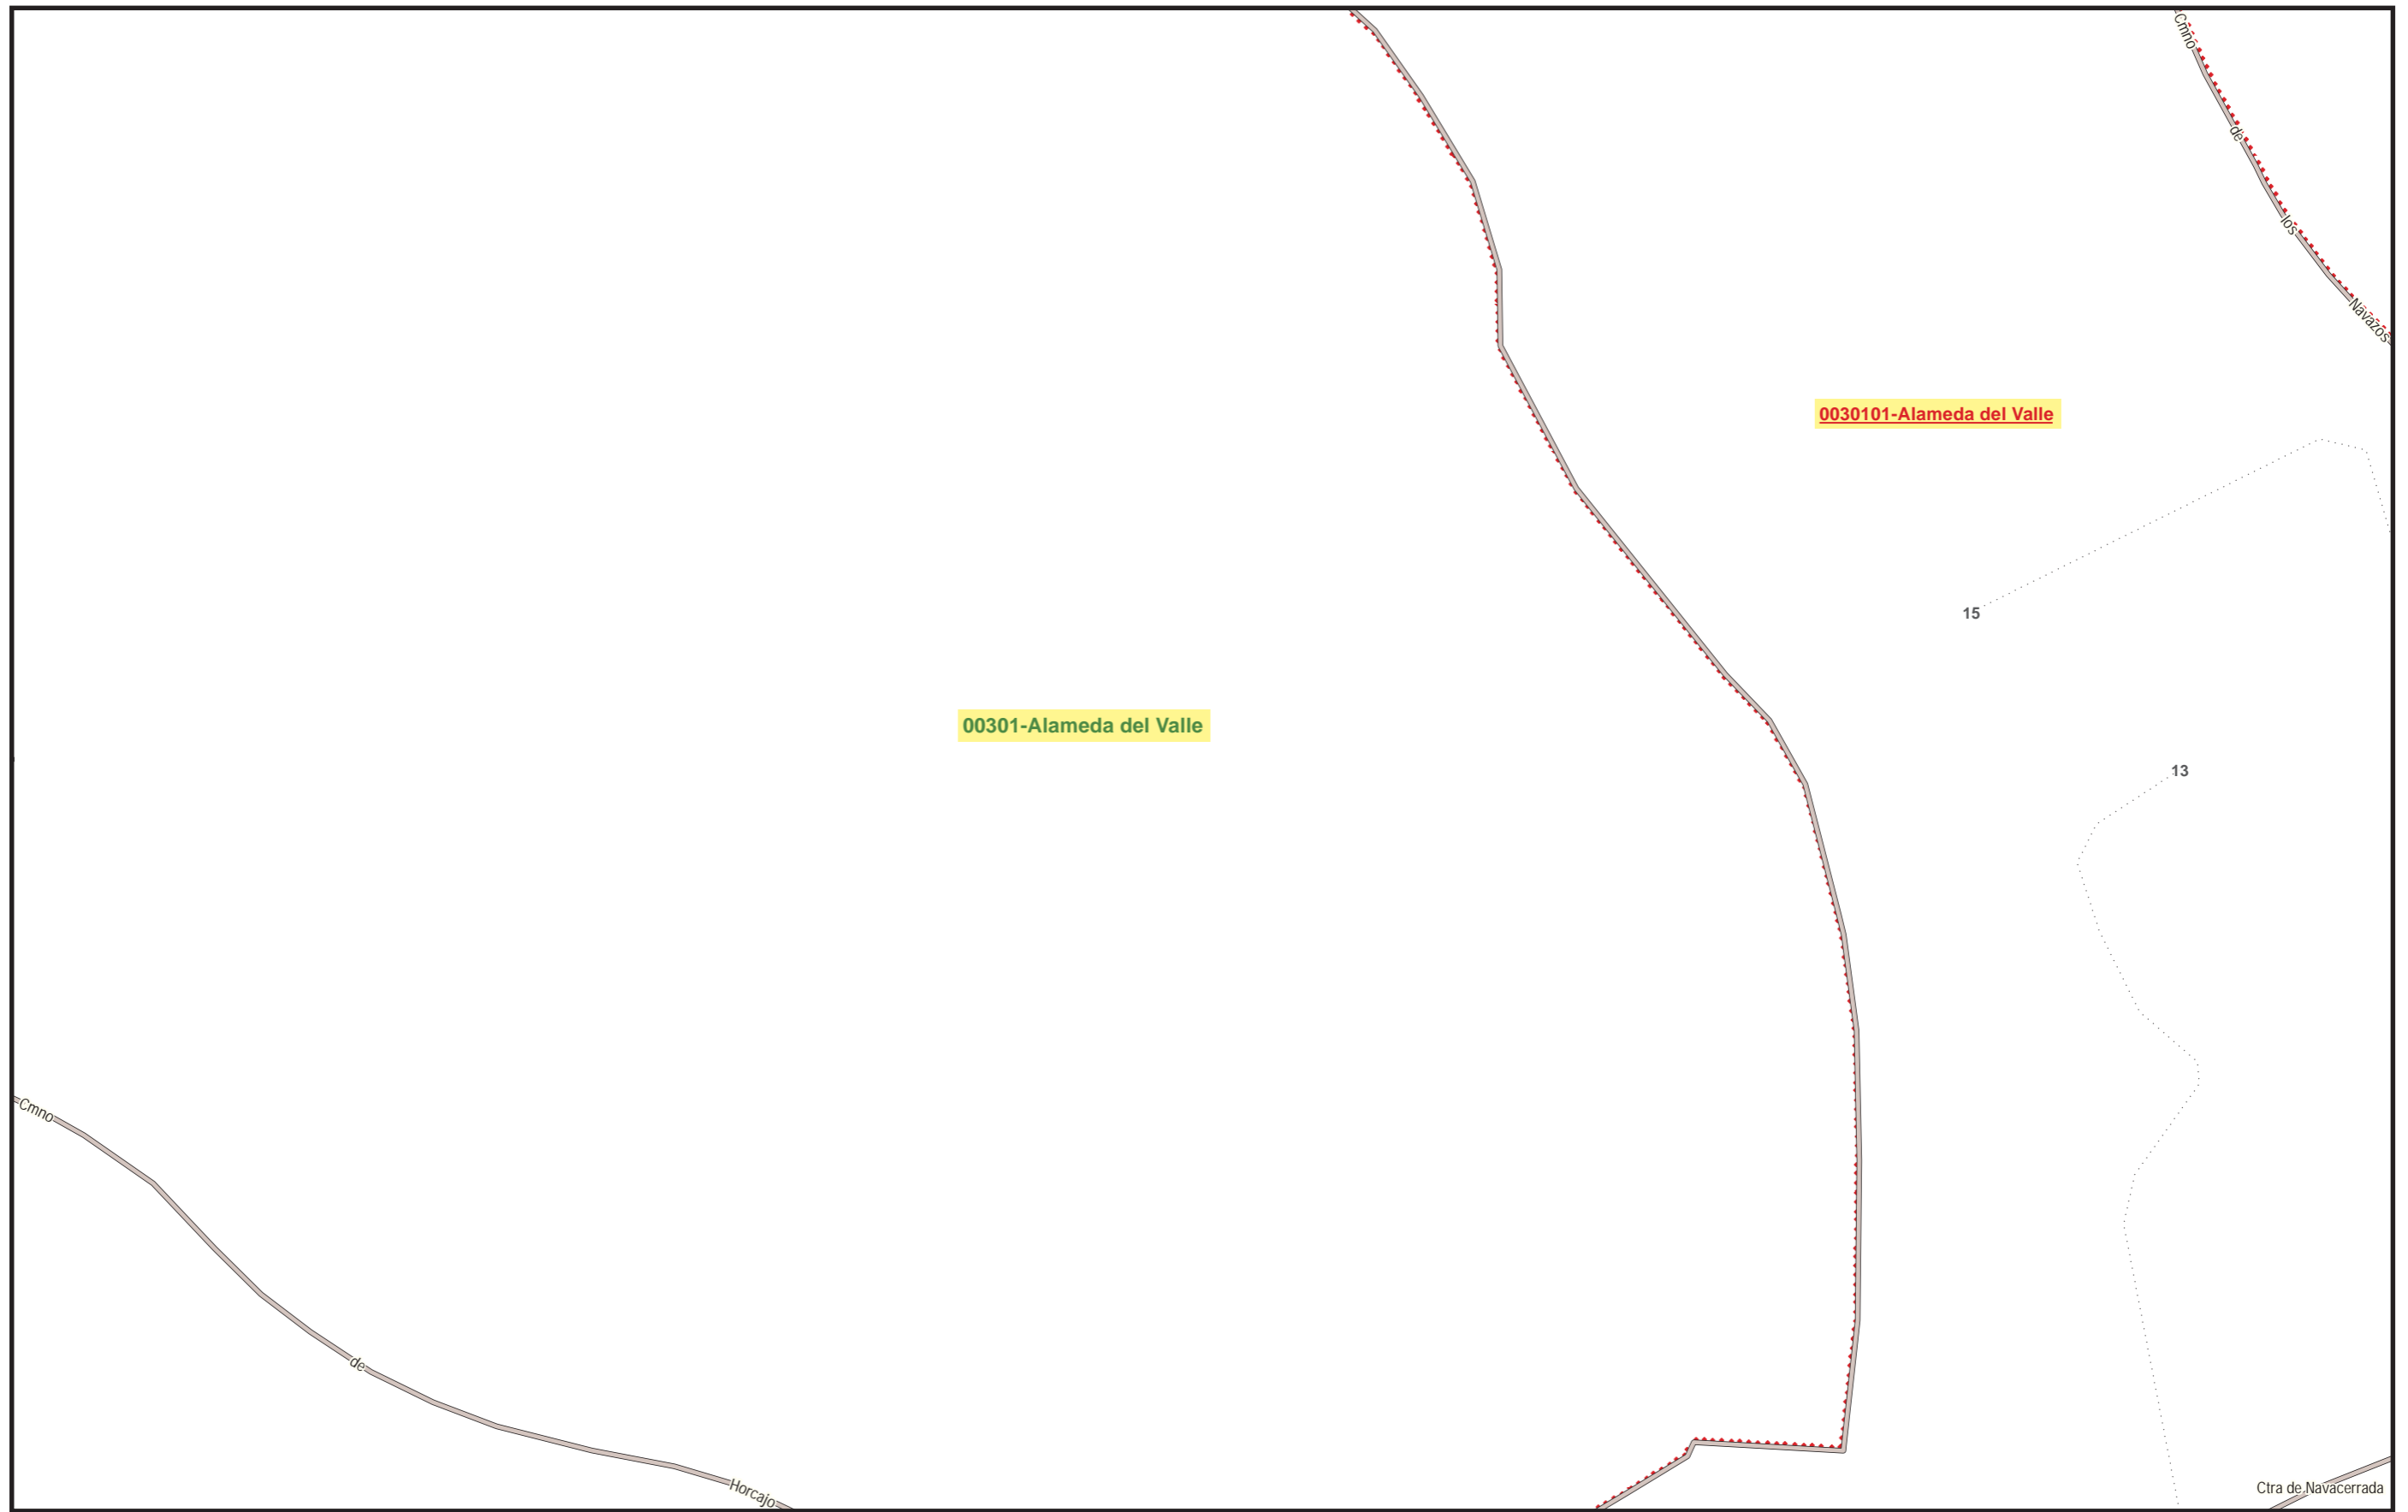 Cmno de los Navazos
0030101-Alameda del Valle
15
00301-Alameda del Valle
13
Cmno de Horcajo
Ctra de Navacerrada